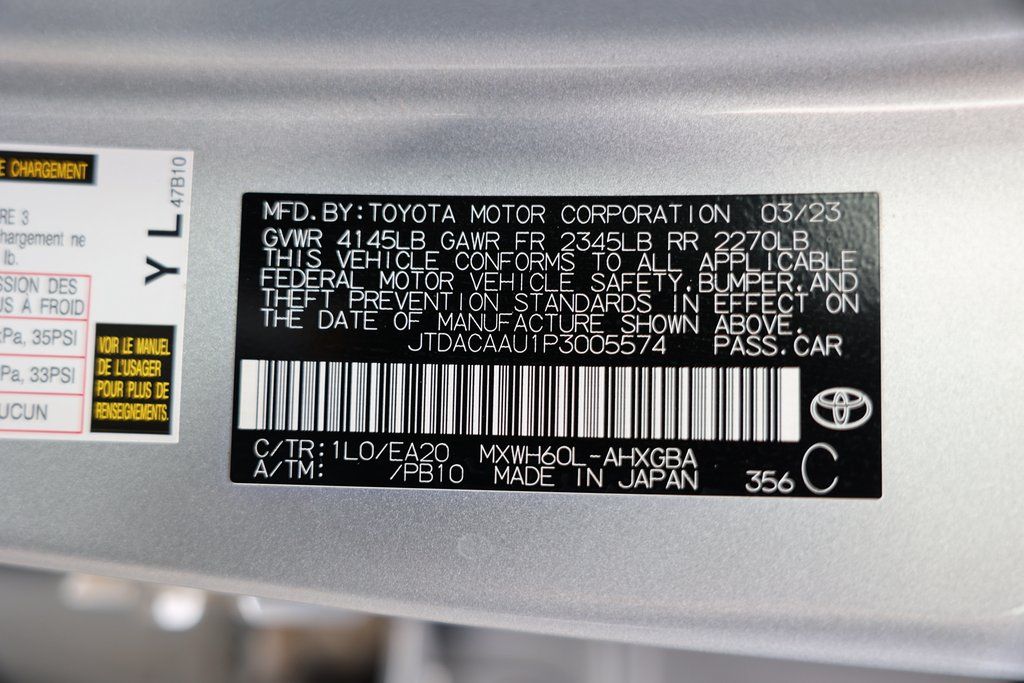 E CHARGEMENT
47B10
YL
RE 3
hargement ne
lb.
SSION DES
US À FROID
kPa, 35PSI
Pa, 33PSI
UCUN
VOIR LE MANUEL
DE L'USAGER
POUR PLUS DE
RENSEIGNEMENTS.
MFD.BY:TOYOTA MOTOR CORPORATION 03/23
GVWR 4145LB GAWR FR 2345LB RR 2270LB
THIS VEHICLE CONFORMS TO ALL APPLICABLE
FEDERAL MOTOR VEHICLE SAFETY,BUMPER,AND
THEFT PREVENTION STANDARDS IN EFFECT ON
THE DATE OF MANUFACTURE SHOWN ABOVE.
JTDACAAU1P3005574 PASS.CAR
C/TR:1L0/EA20 MXWH60L-AHXGBA
A/TM: /PB10 MADE IN JAPAN 356 C